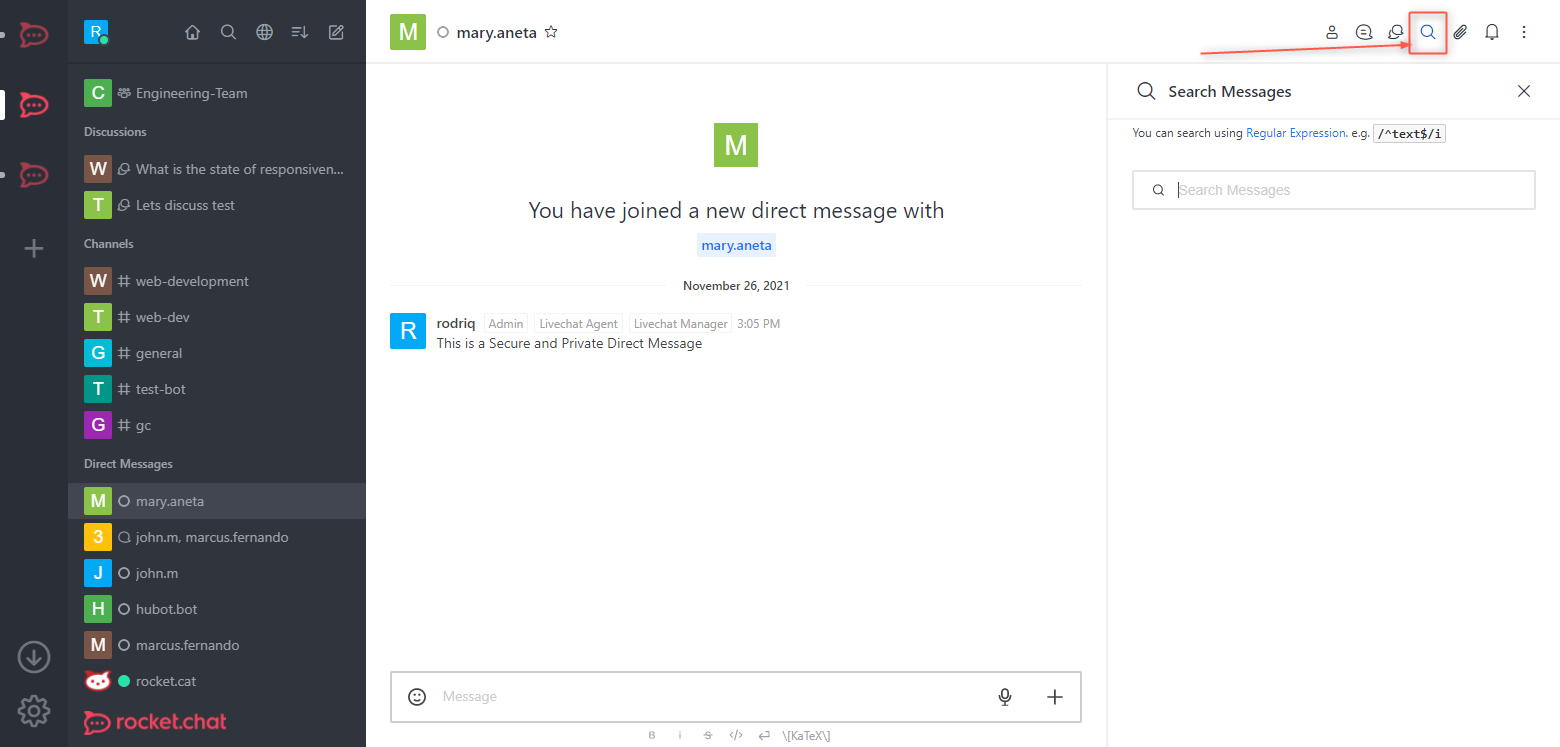 R
C Engineering-Team
Discussions
W What is the state of responsiven...
T Lets discuss test
Channels
W web-development
T web-dev
G general
T test-bot
G gc
Direct Messages
M mary.aneta
3 john.m, marcus.fernando
J john.m
H hubot.bot
M marcus.fernando
rocket.cat
rocket.chat
M mary.aneta
M
You have joined a new direct message with
mary.aneta
November 26, 2021
R rodriq Admin Livechat Agent Livechat Manager 3:05 PM
This is a Secure and Private Direct Message
Message
B i S </> \[KaTeX\]
Search Messages
You can search using Regular Expression. e.g. /^text$/i
Search Messages